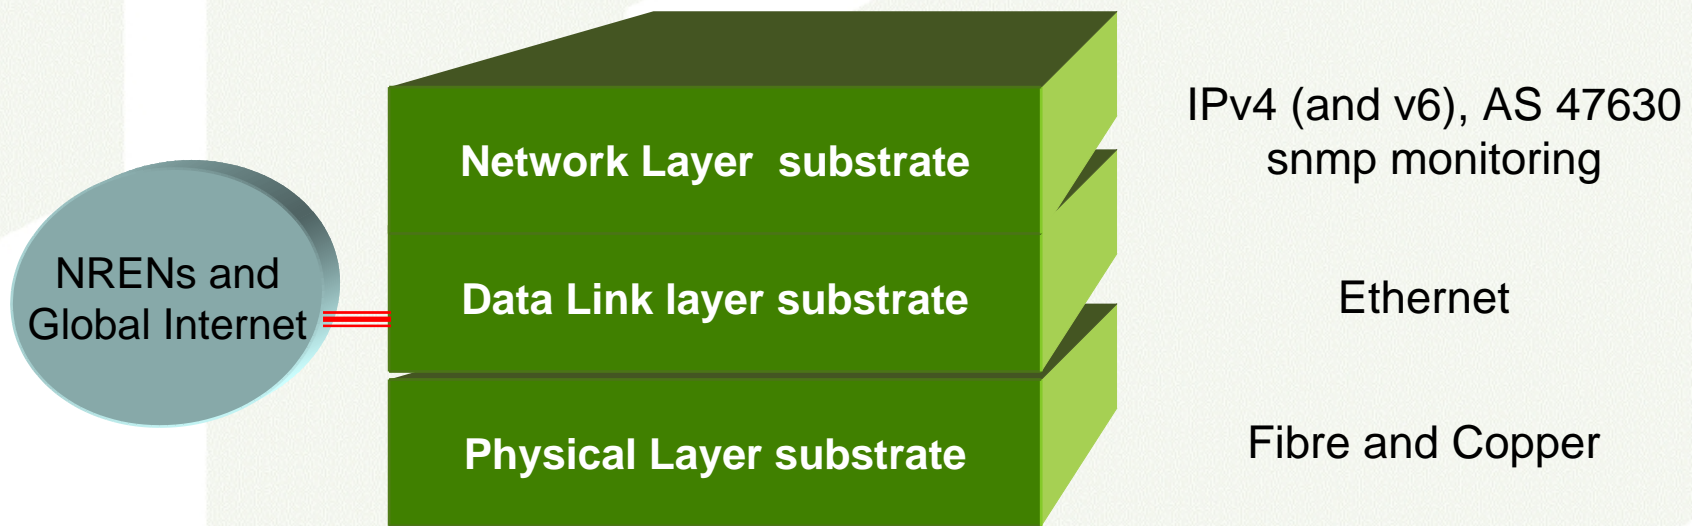 IPv4 (and v6), AS 47630
snmp monitoring
Network Layer substrate
NRENs and
Global Internet
Data Link layer substrate
Ethernet
Physical Layer substrate
Fibre and Copper